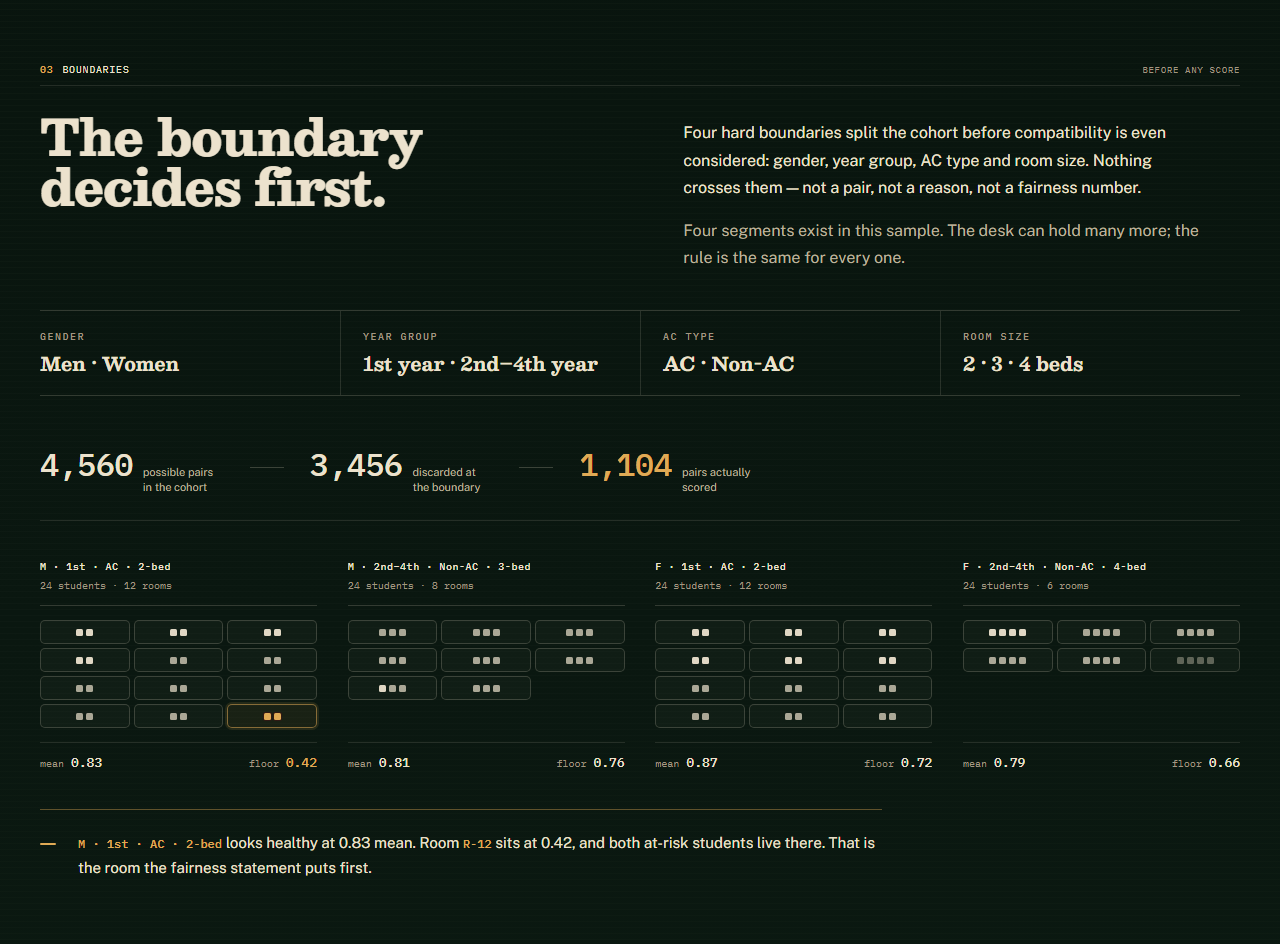 03 BOUNDARIES
BEFORE ANY SCORE
The boundary
decides first.
Four hard boundaries split the cohort before compatibility is even
considered: gender, year group, AC type and room size. Nothing
crosses them — not a pair, not a reason, not a fairness number.
Four segments exist in this sample. The desk can hold many more; the
rule is the same for every one.
GENDER
Men · Women
YEAR GROUP
1st year · 2nd–4th year
AC TYPE
AC · Non-AC
ROOM SIZE
2 · 3 · 4 beds
4,560 possible pairs
in the cohort
3,456 discarded at
the boundary
1,104 pairs actually
scored
M · 1st · AC · 2-bed
24 students · 12 rooms
mean 0.83 floor 0.42
M · 2nd–4th · Non-AC · 3-bed
24 students · 8 rooms
mean 0.81 floor 0.76
F · 1st · AC · 2-bed
24 students · 12 rooms
mean 0.87 floor 0.72
F · 2nd–4th · Non-AC · 4-bed
24 students · 6 rooms
mean 0.79 floor 0.66
— M · 1st · AC · 2-bed looks healthy at 0.83 mean. Room R-12 sits at 0.42, and both at-risk students live there. That is
the room the fairness statement puts first.